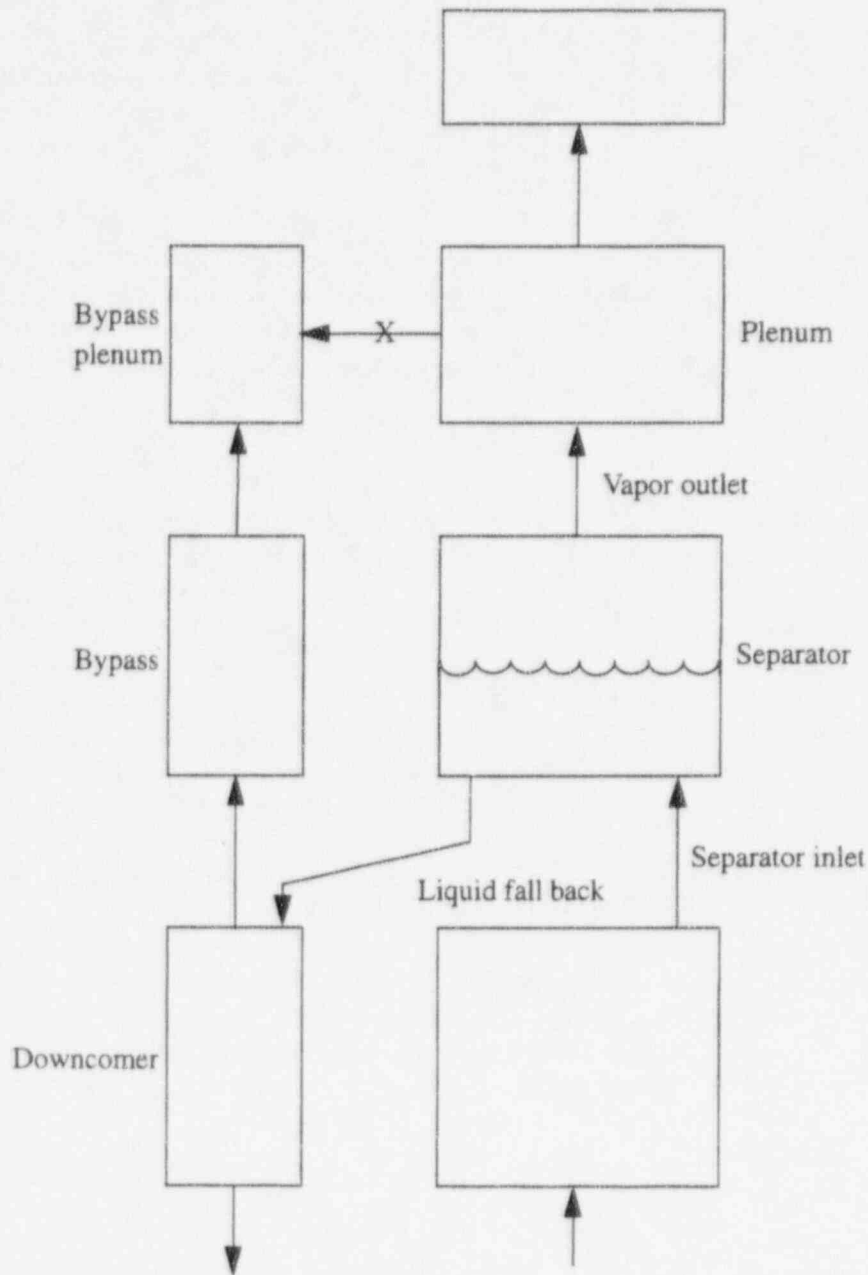 Bypass
plenum
X
Plenum
Vapor outlet
Bypass
Separator
Separator inlet
Liquid fall back
Downcomer